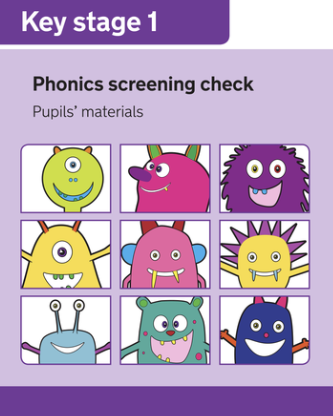 Key stage 1
Phonics screening check
Pupils’ materials